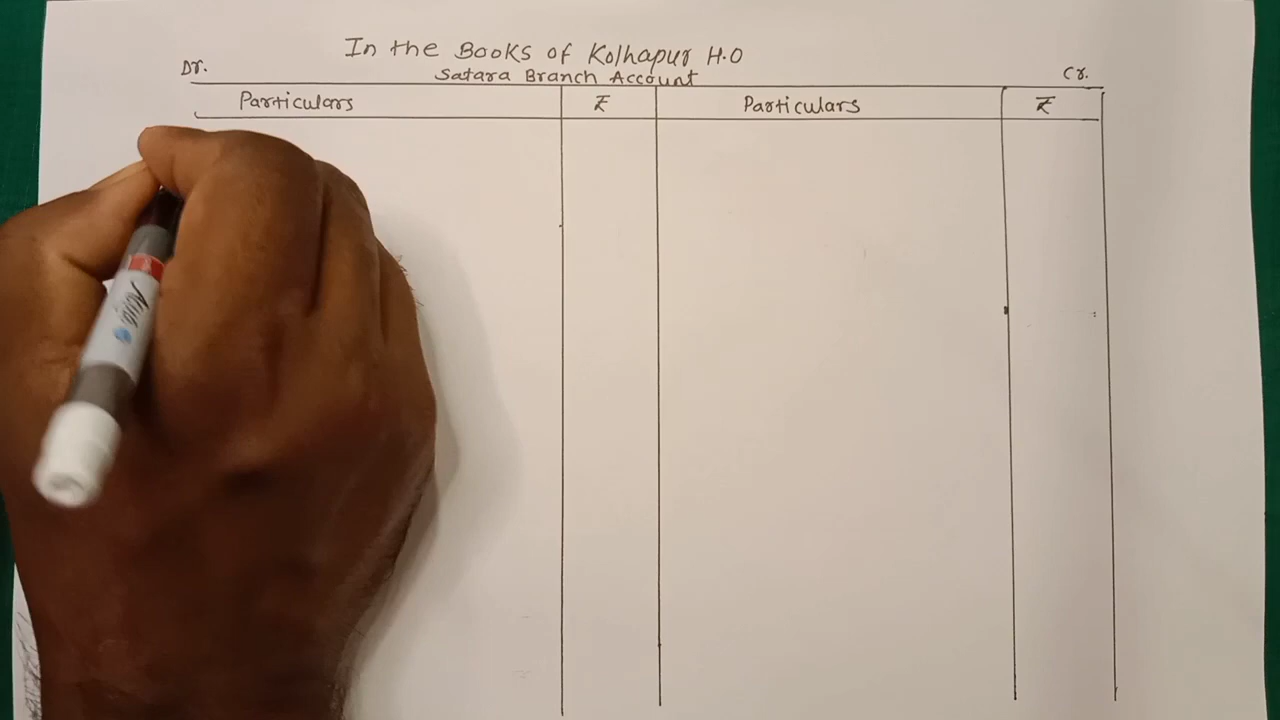 In the Books of Kolhapur H.O
Dr. Satara Branch Account Cr.
Particulars ₹ Particulars ₹